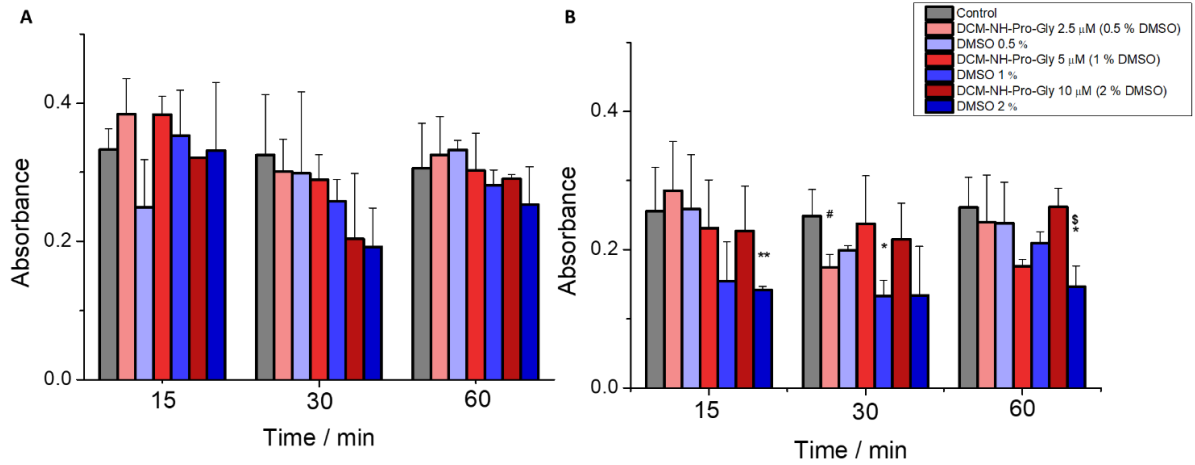 A
Absorbance
0.4
0.2
0.0
15
30
60
Time / min
B
Control
DCM-NH-Pro-Gly 2.5 μM (0.5 % DMSO)
DMSO 0.5 %
DCM-NH-Pro-Gly 5 μM (1 % DMSO)
DMSO 1 %
DCM-NH-Pro-Gly 10 μM (2 % DMSO)
DMSO 2 %
Absorbance
0.4
0.2
0.0
**
#
*
$
*
15
30
60
Time / min